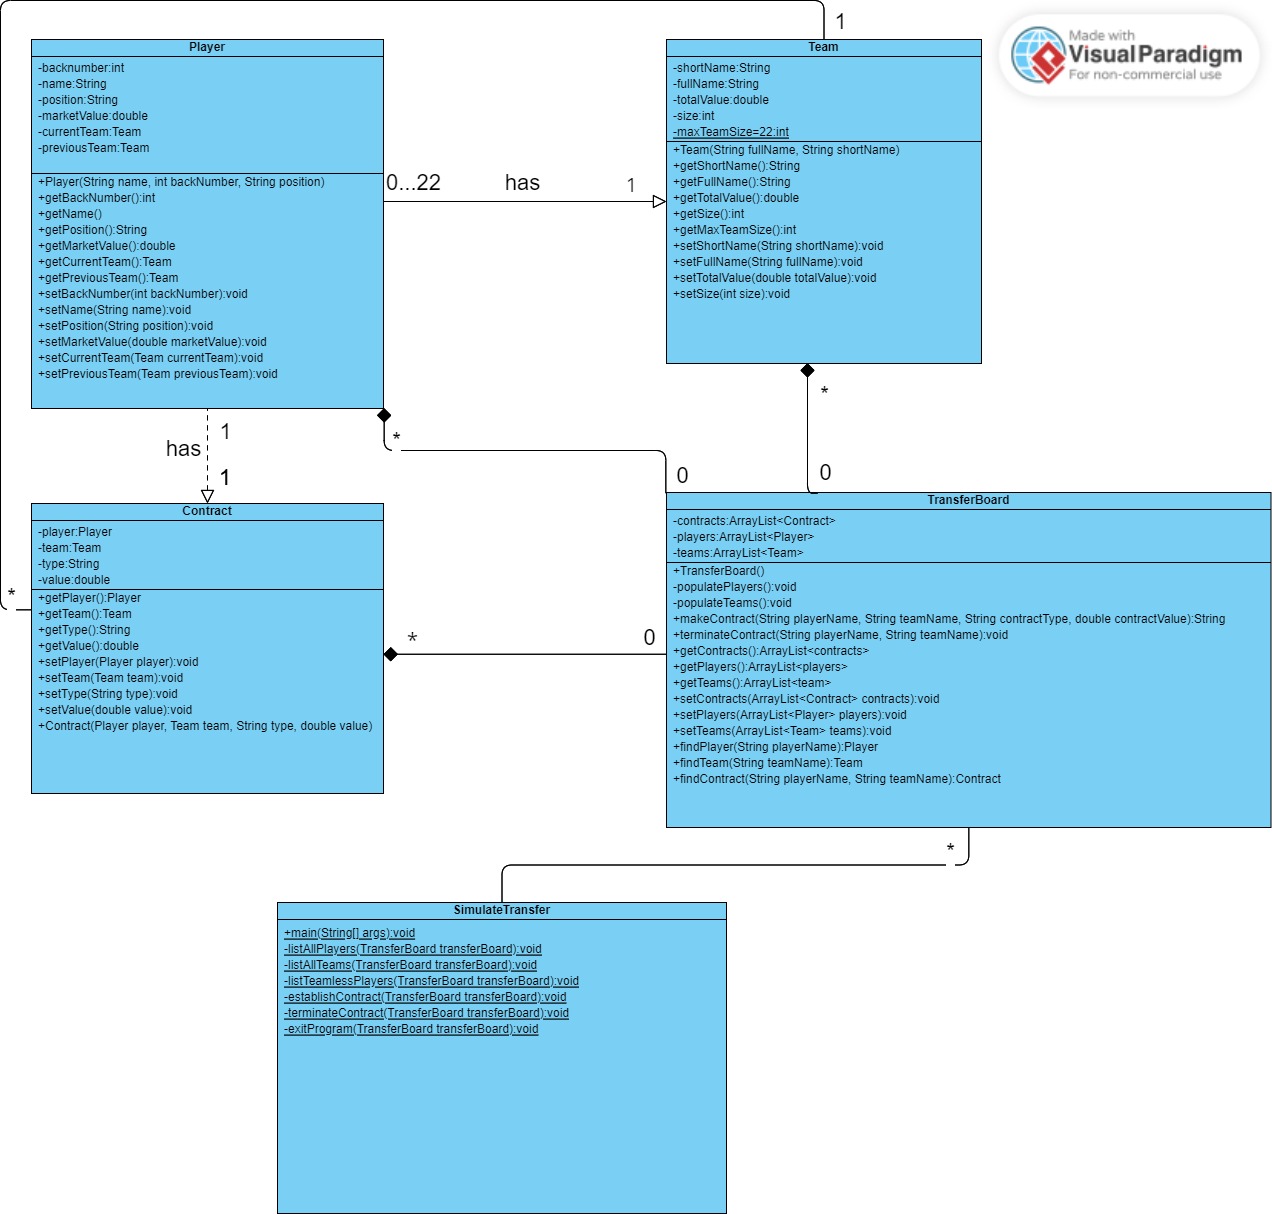 1
Made with
Visual Paradigm
For non-commercial use
Player
-backnumber:int
-name:String
-position:String
-marketValue:double
-currentTeam:Team
-previousTeam:Team
+Player(String name, int backNumber, String position)
+getBackNumber():int
+getName()
+getPosition():String
+getMarketValue():double
+getCurrentTeam():Team
+getPreviousTeam():Team
+setBackNumber(int backNumber):void
+setName(String name):void
+setPosition(String position):void
+setMarketValue(double marketValue):void
+setCurrentTeam(Team currentTeam):void
+setPreviousTeam(Team previousTeam):void
0...22 has 1
Team
-shortName:String
-fullName:String
-totalValue:double
-size:int
-maxTeamSize=22:int
+Team(String fullName, String shortName)
+getShortName():String
+getFullName():String
+getTotalValue():double
+getSize():int
+getMaxTeamSize():int
+setShortName(String shortName):void
+setFullName(String fullName):void
+setTotalValue(double totalValue):void
+setSize(int size):void
*
0
1
has
1
*
0
Contract
-player:Player
-team:Team
-type:String
-value:double
+getPlayer():Player
+getTeam():Team
+getType():String
+getValue():double
+setPlayer(Player player):void
+setTeam(Team team):void
+setType(String type):void
+setValue(double value):void
+Contract(Player player, Team team, String type, double value)
*
* 0
TransferBoard
-contracts:ArrayList<Contract>
-players:ArrayList<Player>
-teams:ArrayList<Team>
+TransferBoard()
-populatePlayers():void
-populateTeams():void
+makeContract(String playerName, String teamName, String contractType, double contractValue):String
+terminateContract(String playerName, String teamName):void
+getContracts():ArrayList<contracts>
+getPlayers():ArrayList<players>
+getTeams():ArrayList<team>
+setContracts(ArrayList<Contract> contracts):void
+setPlayers(ArrayList<Player> players):void
+setTeams(ArrayList<Team> teams):void
+findPlayer(String playerName):Player
+findTeam(String teamName):Team
+findContract(String playerName, String teamName):Contract
*
SimulateTransfer
+main(String[] args):void
-listAllPlayers(TransferBoard transferBoard):void
-listAllTeams(TransferBoard transferBoard):void
-listTeamlessPlayers(TransferBoard transferBoard):void
-establishContract(TransferBoard transferBoard):void
-terminateContract(TransferBoard transferBoard):void
-exitProgram(TransferBoard transferBoard):void